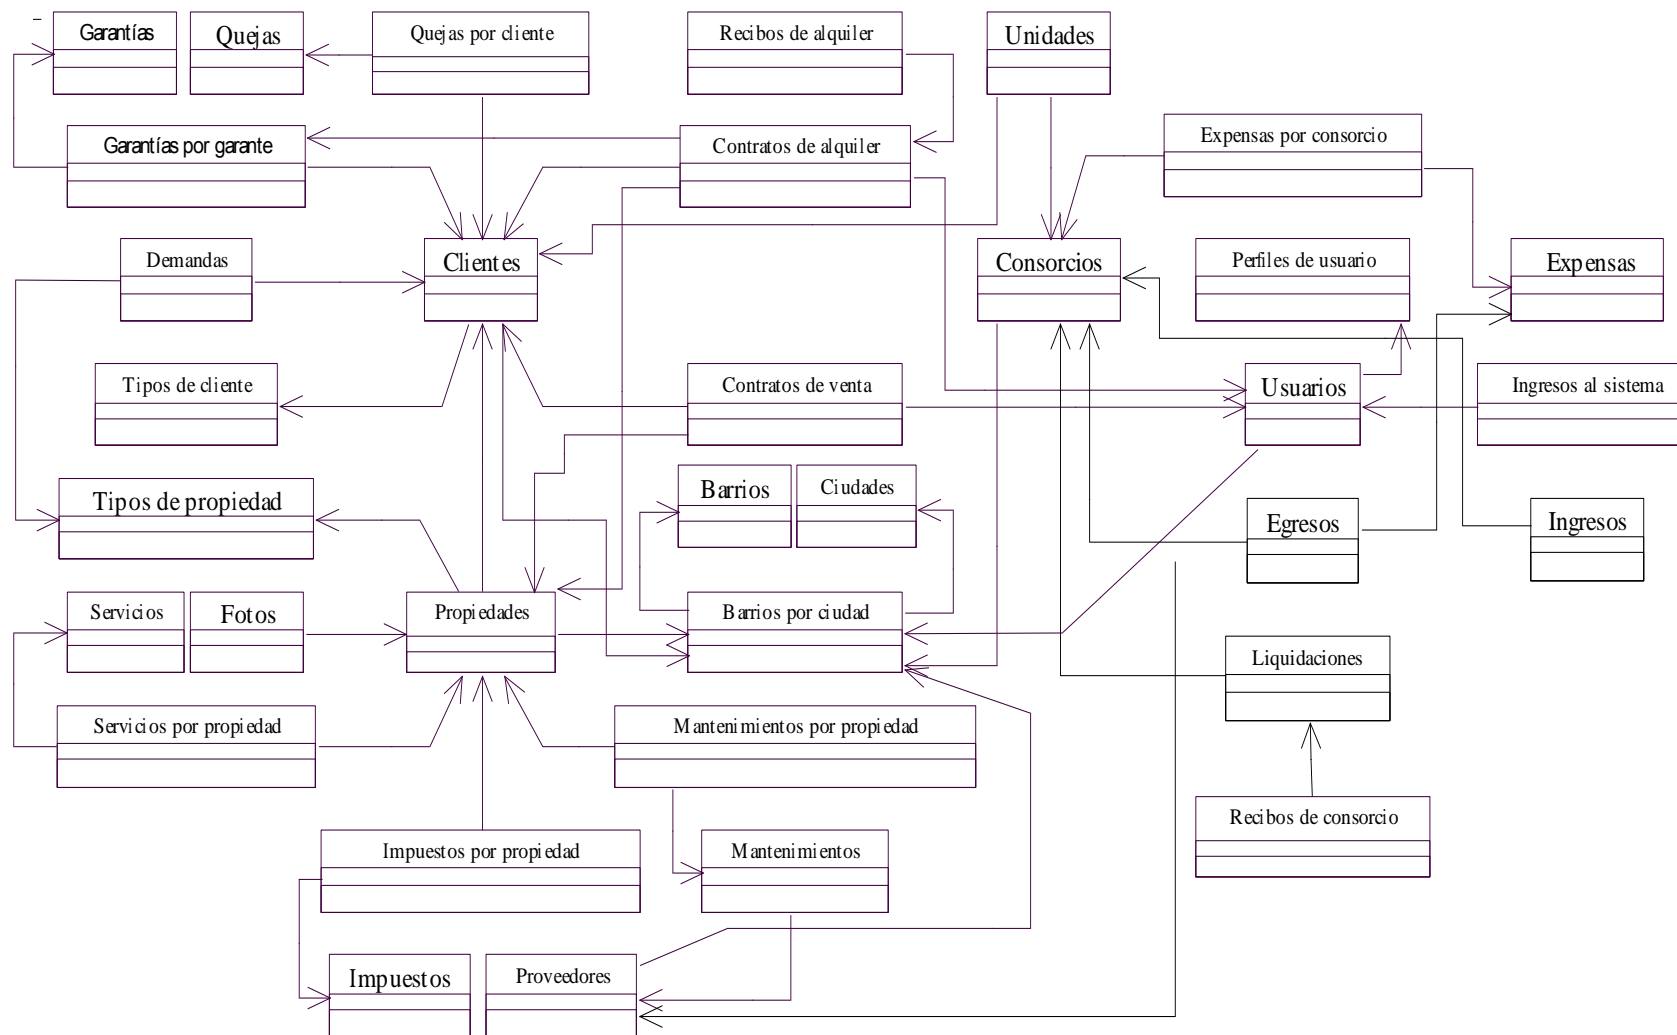 Garantías
Quejas
Quejas por cliente
Recibos de alquiler
Unidades
Garantías por garante
Contratos de alquiler
Expensas por consorcio
Demandas
Clientes
Consorcios
Perfiles de usuario
Expensas
Tipos de cliente
Contratos de venta
Usuarios
Ingresos al sistema
Tipos de propiedad
Barrios
Ciudades
Egresos
Ingresos
Servicios
Fotos
Propiedades
Barrios por ciudad
Liquidaciones
Servicios por propiedad
Mantenimientos por propiedad
Recibos de consorcio
Impuestos por propiedad
Mantenimientos
Impuestos
Proveedores